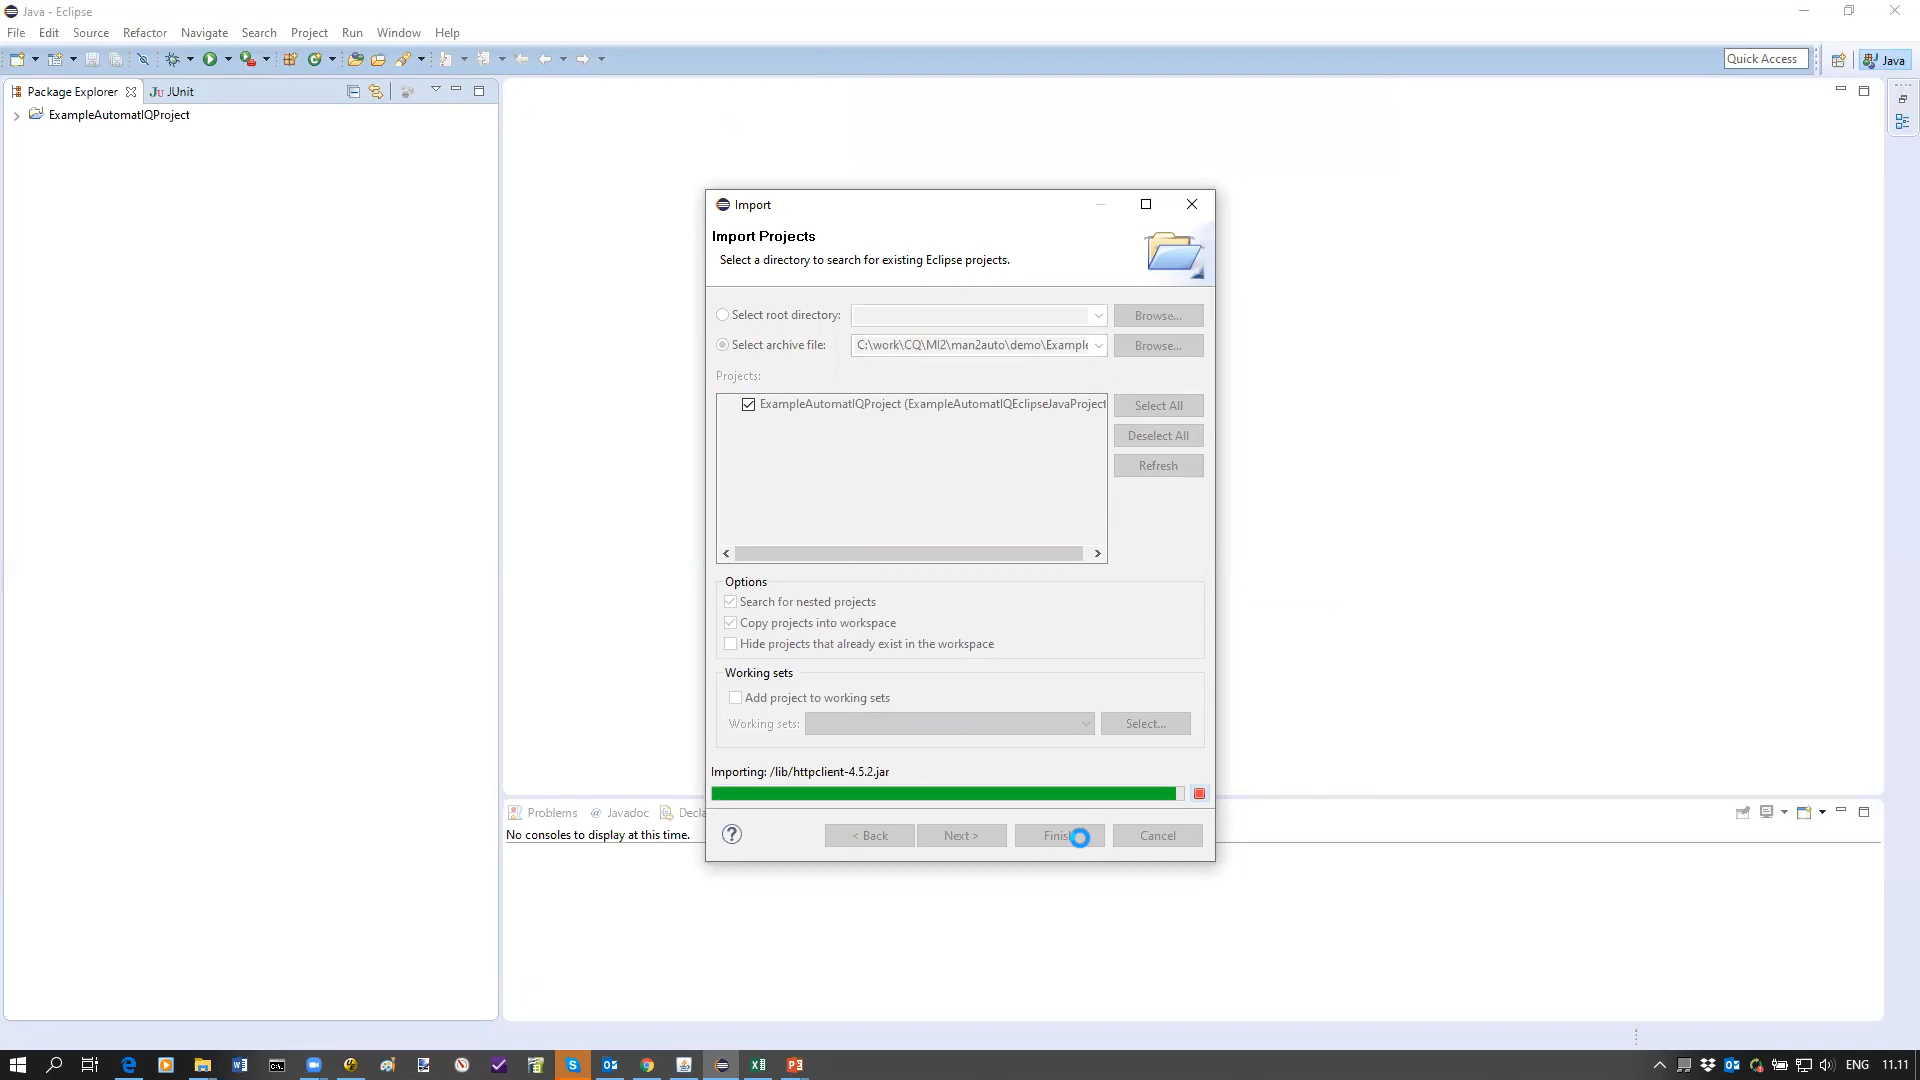 Java - Eclipse
File Edit Source Refactor Navigate Search Project Run Window Help
Quick Access
Java
Package Explorer
JUnit
ExampleAutomatIQProject
Import
Import Projects
Select a directory to search for existing Eclipse projects.
Select root directory:
Browse...
Select archive file:
C:\work\CQ\MI2\man2auto\demo\Example
Browse...
Projects:
ExampleAutomatIQProject (ExampleAutomatIQEclipseJavaProject
Select All
Deselect All
Refresh
Options
Search for nested projects
Copy projects into workspace
Hide projects that already exist in the workspace
Working sets
Add project to working sets
Working sets:
Select...
Importing: /lib/httpclient-4.5.2.jar
< Back
Next >
Finis
Cancel
Problems
@ Javadoc
Decla
No consoles to display at this time.
ENG
11.11